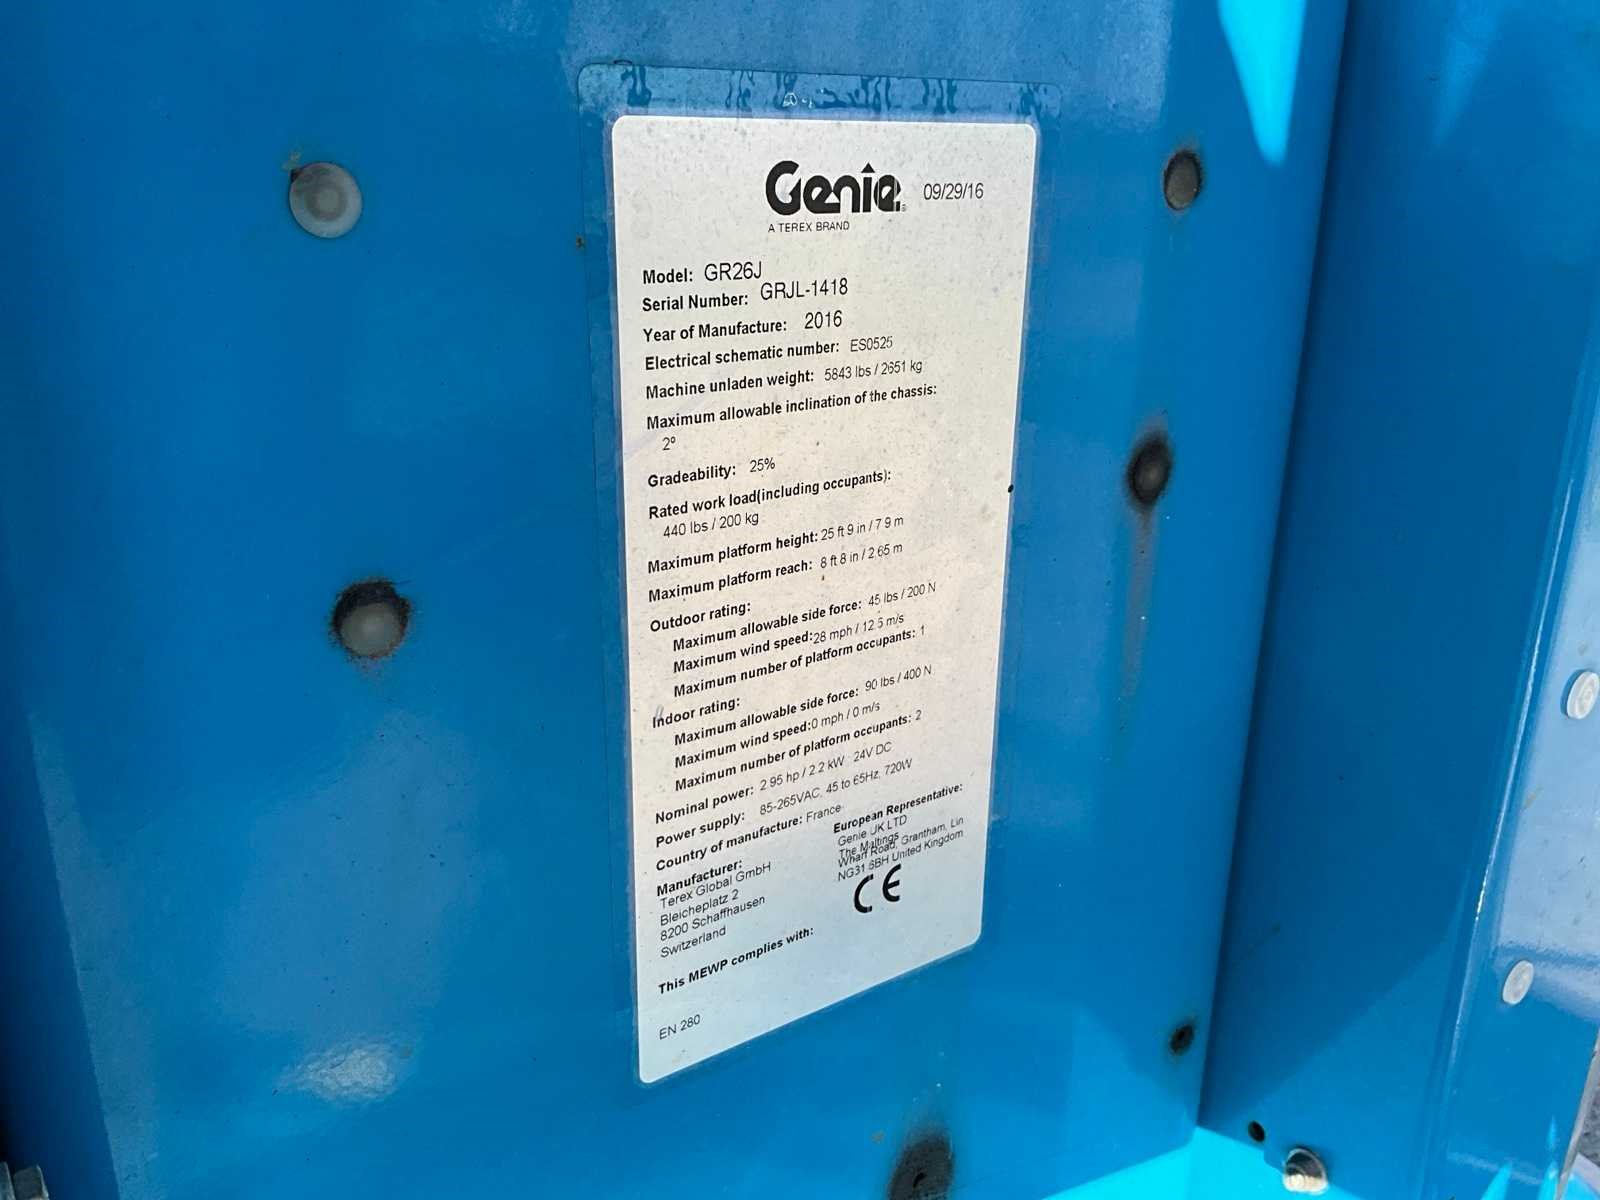 Genie® 09/29/16
A TEREX BRAND
Model: GR26J
Serial Number: GRJL-1418
Year of Manufacture: 2016
Electrical schematic number: ES0525
Machine unladen weight: 5843 lbs / 2651 kg
Maximum allowable inclination of the chassis:
2º
Gradeability: 25%
Rated work load(including occupants):
440 lbs / 200 kg
Maximum platform height: 25 ft 9 in / 7.9 m
Maximum platform reach: 8 ft 8 in / 2.65 m
Outdoor rating:
Maximum allowable side force: 45 lbs / 200 N
Maximum wind speed:28 mph / 12.5 m/s
Maximum number of platform occupants: 1
Indoor rating:
Maximum allowable side force: 90 lbs / 400 N
Maximum wind speed:0 mph / 0 m/s
Maximum number of platform occupants: 2
Nominal power: 2.95 hp / 2.2 kW 24V DC
Power supply: 85-265VAC, 45 to 65Hz, 720W
Country of manufacture: France
Manufacturer:
Terex Global GmbH
Bleicheplatz 2
8200 Schaffhausen
Switzerland
European Representative:
Genie UK LTD
The Maltings
Wharf Road, Grantham, Lin
NG31 6BH United Kingdom
CE
This MEWP complies with:
EN 280